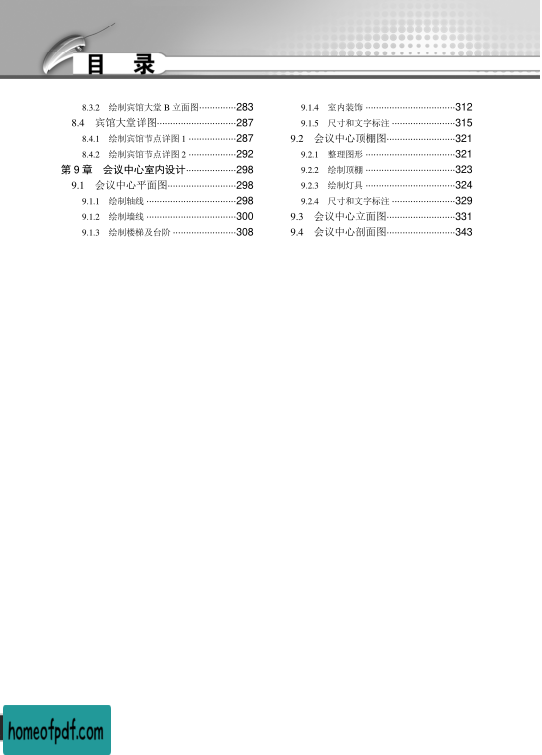 目 录
8.3.2 绘制宾馆大堂 B 立面图··············283
8.4 宾馆大堂详图······························287
8.4.1 绘制宾馆节点详图 1 ··················287
8.4.2 绘制宾馆节点详图 2 ··················292
第 9 章 会议中心室内设计···················298
9.1 会议中心平面图··························298
9.1.1 绘制轴线 ··································298
9.1.2 绘制墙线 ··································300
9.1.3 绘制楼梯及台阶 ························308
9.1.4 室内装饰 ··································312
9.1.5 尺寸和文字标注 ························315
9.2 会议中心顶棚图··························321
9.2.1 整理图形 ··································321
9.2.2 绘制顶棚 ··································323
9.2.3 绘制灯具 ··································324
9.2.4 尺寸和文字标注 ························329
9.3 会议中心立面图··························331
9.4 会议中心剖面图··························343
homeofpdf.com